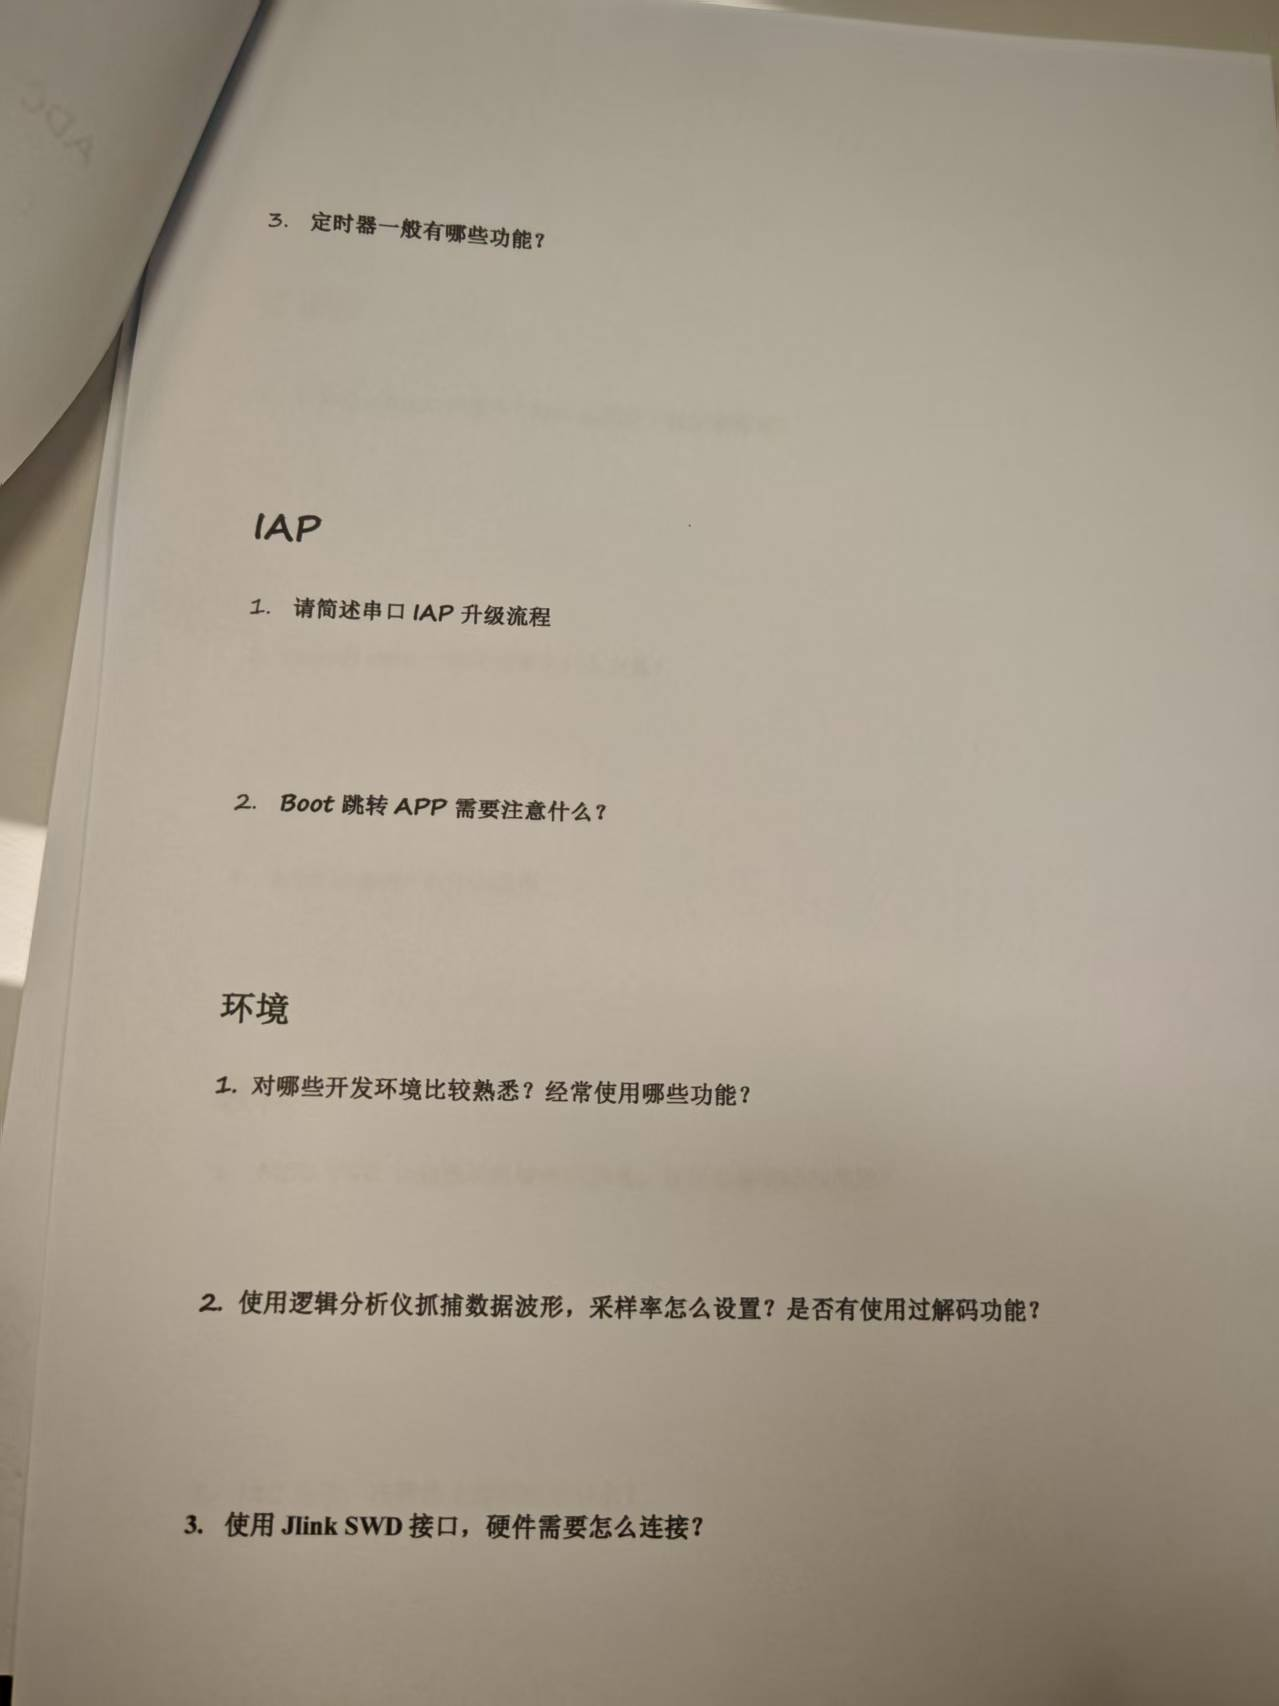 ADC
3. 定时器一般有哪些功能？
IAP
1. 请简述串口 IAP 升级流程
2. Boot 跳转 APP 需要注意什么？
环境
1. 对哪些开发环境比较熟悉？经常使用哪些功能？
2. 使用逻辑分析仪抓捕数据波形，采样率怎么设置？是否有使用过解码功能？
3. 使用 Jlink SWD 接口，硬件需要怎么连接？